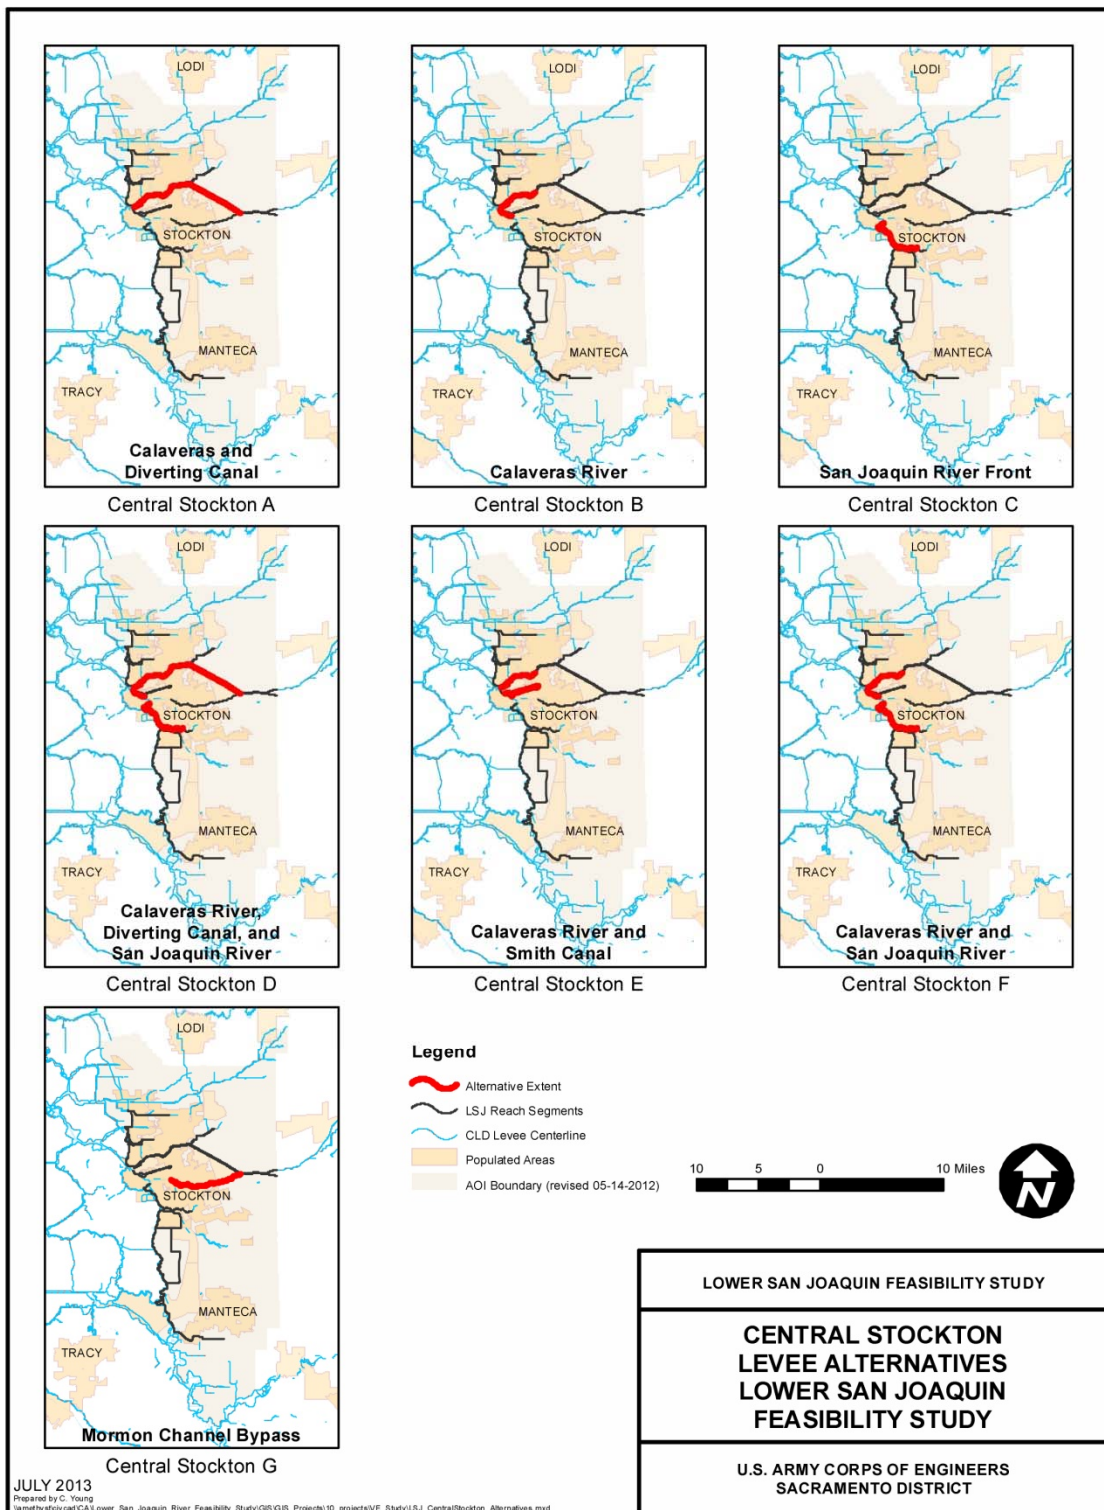 LODI
STOCKTON
MANTECA
TRACY
Calaveras and
Diverting Canal
Central Stockton A
LODI
STOCKTON
MANTECA
TRACY
Calaveras River
Central Stockton B
LODI
STOCKTON
MANTECA
TRACY
San Joaquin River Front
Central Stockton C
LODI
STOCKTON
MANTECA
TRACY
Calaveras River,
Diverting Canal, and
San Joaquin River
Central Stockton D
LODI
STOCKTON
MANTECA
TRACY
Calaveras River and
Smith Canal
Central Stockton E
LODI
STOCKTON
MANTECA
TRACY
Calaveras River and
San Joaquin River
Central Stockton F
LODI
STOCKTON
MANTECA
TRACY
Mormon Channel Bypass
Central Stockton G
Legend
Alternative Extent
LSJ Reach Segments
CLD Levee Centerline
Populated Areas
AOI Boundary (revised 05-14-2012)
10 5 0 10 Miles
N
LOWER SAN JOAQUIN FEASIBILITY STUDY
CENTRAL STOCKTON
LEVEE ALTERNATIVES
LOWER SAN JOAQUIN
FEASIBILITY STUDY
U.S. ARMY CORPS OF ENGINEERS
SACRAMENTO DISTRICT
JULY 2013
Prepared by C. Young